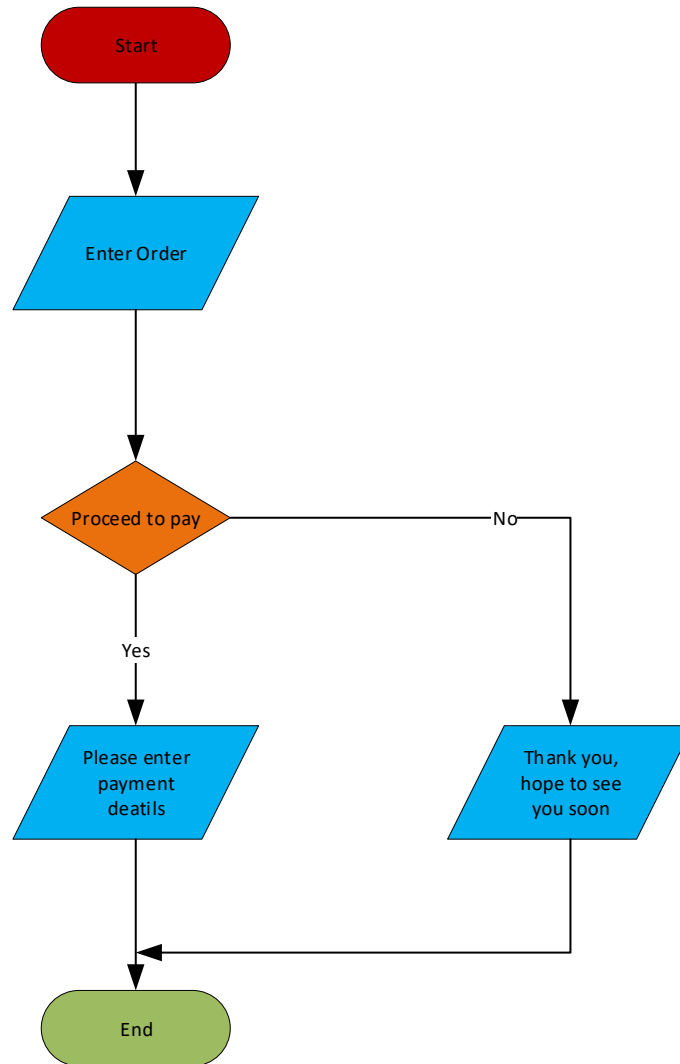 Start
Enter Order
Proceed to pay
No
Yes
Please enter
payment
deatils
Thank you,
hope to see
you soon
End